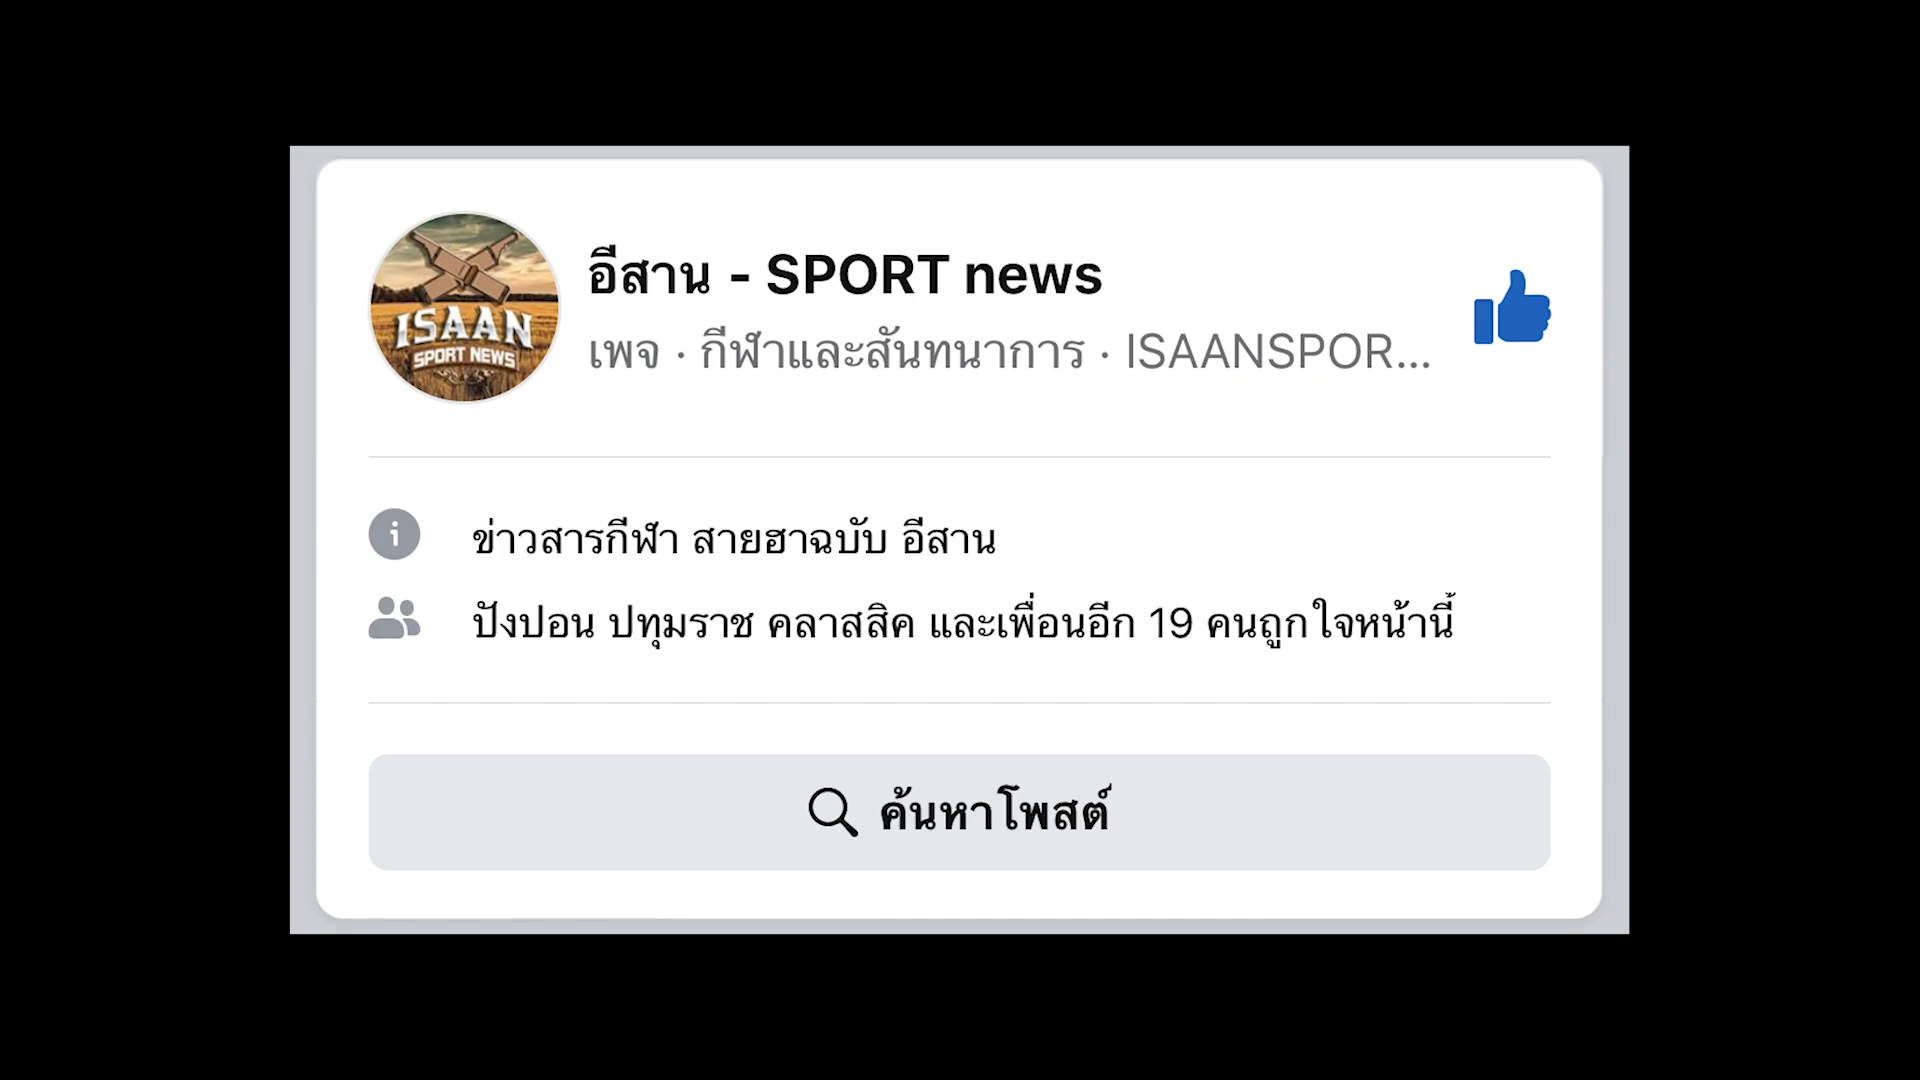 อีสาน - SPORT news
เพจ · กีฬาและสันทนาการ · ISAANSPOR...
ISAAN
SPORT NEWS
ข่าวสารกีฬา สายฮาฉบับ อีสาน
ปังปอน ปทุมราช คลาสสิค และเพื่อนอีก 19 คนถูกใจหน้านี้
ค้นหาโพสต์